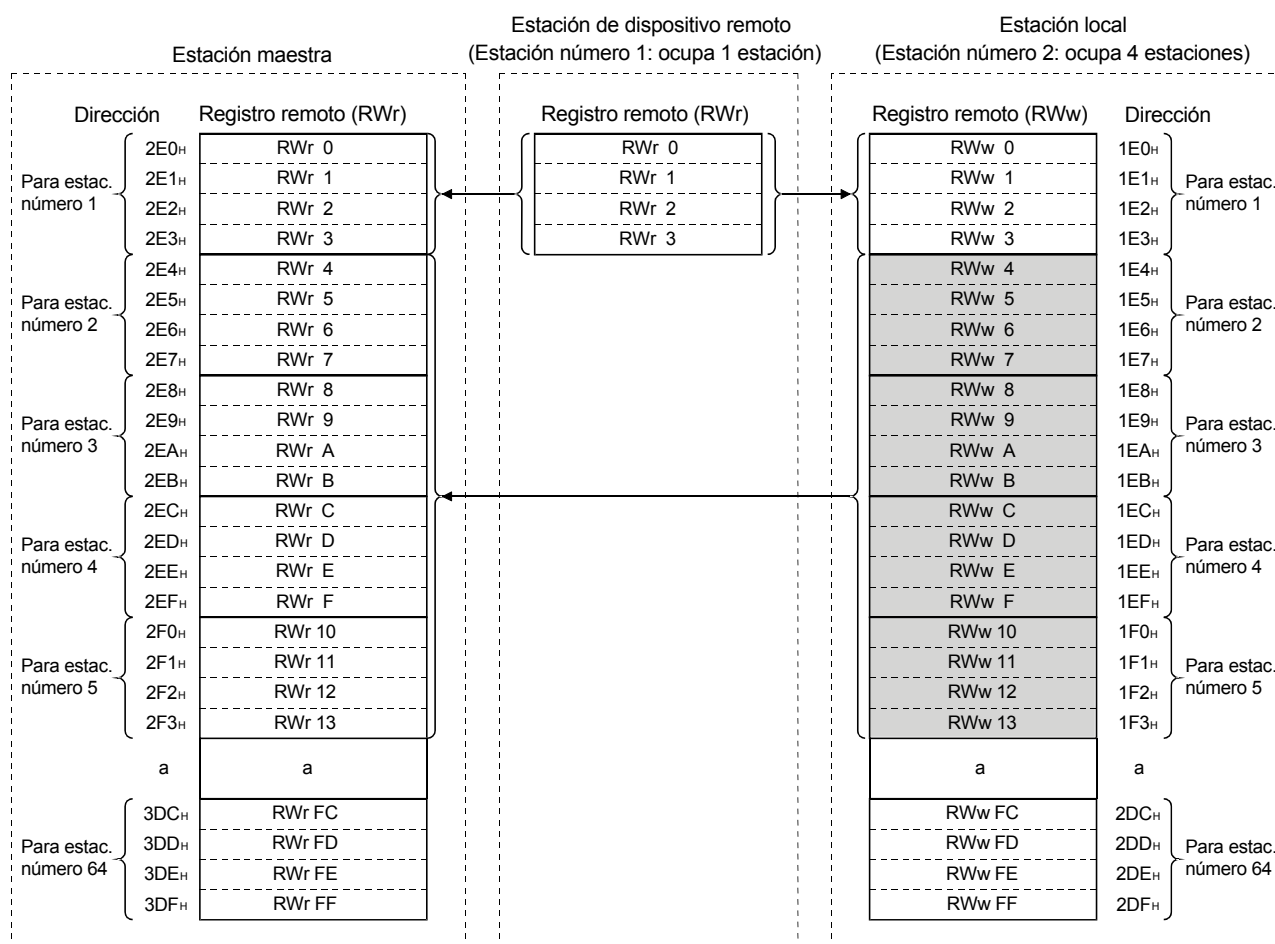 Estación de dispositivo remoto
(Estación número 1: ocupa 1 estación)
Estación local
(Estación número 2: ocupa 4 estaciones)
Estación maestra
Dirección Registro remoto (RWr) Registro remoto (RWr) Registro remoto (RWw) Dirección
2E0H RWr 0 RWr 0 RWw 0 1E0H
Para estac. 2E1H RWr 1 RWr 1 RWw 1 1E1H Para estac.
número 1 2E2H RWr 2 RWr 2 RWw 2 1E2H número 1
2E3H RWr 3 RWr 3 RWw 3 1E3H
2E4H RWr 4 RWw 4 1E4H
Para estac. 2E5H RWr 5 RWw 5 1E5H Para estac.
número 2 2E6H RWr 6 RWw 6 1E6H número 2
2E7H RWr 7 RWw 7 1E7H
2E8H RWr 8 RWw 8 1E8H
Para estac. 2E9H RWr 9 RWw 9 1E9H Para estac.
número 3 2EAH RWr A RWw A 1EAH número 3
2EBH RWr B RWw B 1EBH
2ECH RWr C RWw C 1ECH
Para estac. 2EDH RWr D RWw D 1EDH Para estac.
número 4 2EEH RWr E RWw E 1EEH número 4
2EFH RWr F RWw F 1EFH
2F0H RWr 10 RWw 10 1F0H
Para estac. 2F1H RWr 11 RWw 11 1F1H Para estac.
número 5 2F2H RWr 12 RWw 12 1F2H número 5
2F3H RWr 13 RWw 13 1F3H
a a a a
3DCH RWr FC RWw FC 2DCH
Para estac. 3DDH RWr FD RWw FD 2DDH Para estac.
número 64 3DEH RWr FE RWw FE 2DEH número 64
3DFH RWr FF RWw FF 2DFH